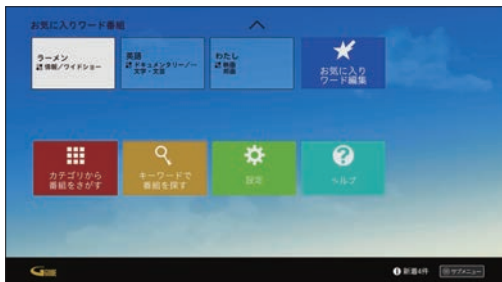 お気に入りワード番組
ラーメン
情報／ワイドショー
英語
ドキュメンタリー／…
文学・文芸
わたし
映画
映画
お気に入り
ワード編集
カテゴリから
番組をさがす
キーワードで
番組を探す
設定
ヘルプ
新着4件
サブメニュー